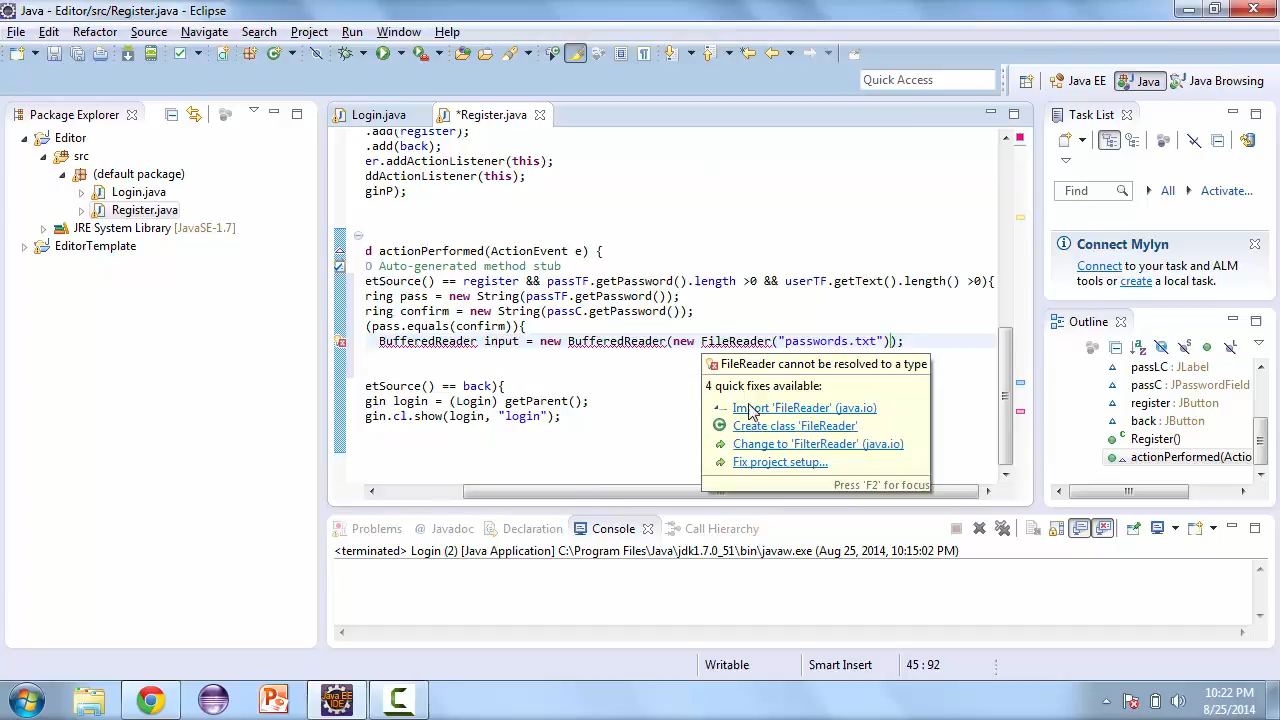 Java - Editor/src/Register.java - Eclipse
File Edit Refactor Source Navigate Search Project Run Window Help
Quick Access
Java EE Java Java Browsing
Package Explorer
Editor
src
(default package)
Login.java
Register.java
JRE System Library [JavaSE-1.7]
EditorTemplate
Login.java *Register.java
.add(register);
.add(back);
er.addActionListener(this);
ddActionListener(this);
ginP);
d actionPerformed(ActionEvent e) {
O Auto-generated method stub
etSource() == register && passTF.getPassword().length >0 && userTF.getText().length() >0){
ring pass = new String(passTF.getPassword());
ring confirm = new String(passC.getPassword());
(pass.equals(confirm)){
BufferedReader input = new BufferedReader(new FileReader("passwords.txt"));
etSource() == back){
gin login = (Login) getParent();
gin.cl.show(login, "login");
FileReader cannot be resolved to a type
4 quick fixes available:
Import 'FileReader' (java.io)
Create class 'FileReader'
Change to 'FilterReader' (java.io)
Fix project setup...
Press 'F2' for focus
Task List
Find All Activate...
Connect Mylyn
Connect to your task and ALM
tools or create a local task.
Outline
passLC : JLabel
passC : JPasswordField
register : JButton
back : JButton
Register()
actionPerformed(Actio
Problems @ Javadoc Declaration Console Call Hierarchy
<terminated> Login (2) [Java Application] C:\Program Files\Java\jdk1.7.0_51\bin\javaw.exe (Aug 25, 2014, 10:15:02 PM)
Writable Smart Insert 45 : 92
Java EE
IDE
10:22 PM
8/25/2014